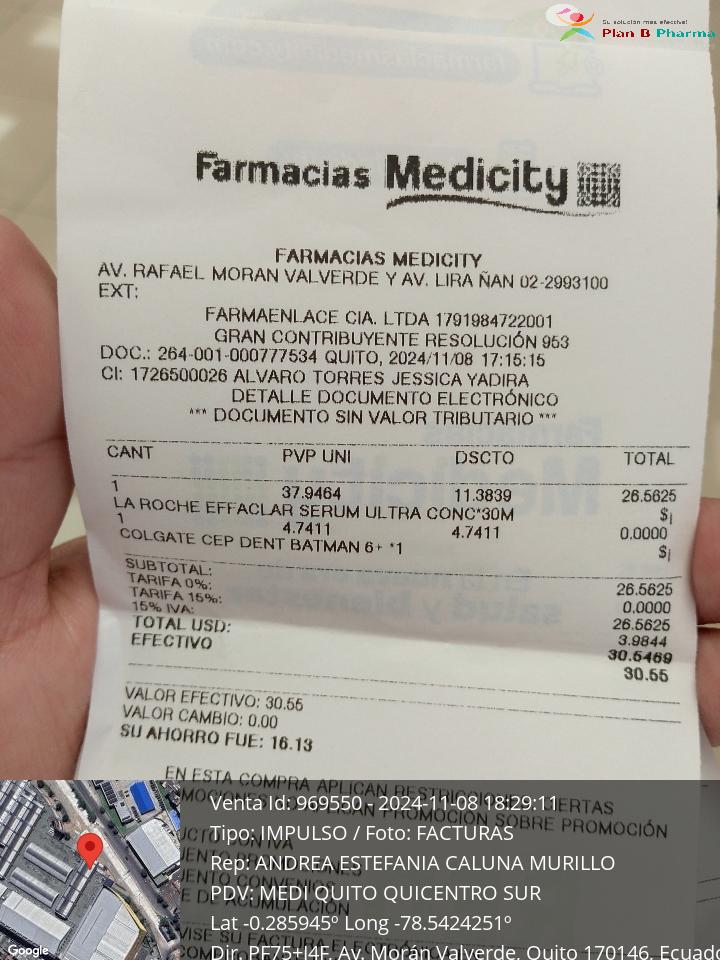 Su solución más efectiva!
Plan B Pharma
Farmacias Medicity
FARMACIAS MEDICITY
AV. RAFAEL MORAN VALVERDE Y AV. LIRA ÑAN 02-2993100
EXT:
FARMAENLACE CIA. LTDA 1791984722001
GRAN CONTRIBUYENTE RESOLUCIÓN 953
DOC.: 264-001-000777534 QUITO, 2024/11/08 17:15:15
CI: 1726500026 ALVARO TORRES JESSICA YADIRA
DETALLE DOCUMENTO ELECTRÓNICO
*** DOCUMENTO SIN VALOR TRIBUTARIO ***
CANT PVP UNI DSCTO TOTAL
1 37.9464 11.3839 26.5625
LA ROCHE EFFACLAR SERUM ULTRA CONC*30M $¡
1 4.7411 4.7411 0.0000
COLGATE CEP DENT BATMAN 6+ *1 $¡
SUBTOTAL: 26.5625
TARIFA 0%: 0.0000
TARIFA 15%: 26.5625
15% IVA: 3.9844
TOTAL USD: 30.5469
EFECTIVO 30.55
VALOR EFECTIVO: 30.55
VALOR CAMBIO: 0.00
SU AHORRO FUE: 16.13
EN ESTA COMPRA APLICAN
PROMOCIÓN SOBRE PROMOCIÓN
Venta Id: 969550 - 2024-11-08 18:29:11
Tipo: IMPULSO / Foto: FACTURAS
Rep: ANDREA ESTEFANIA CALUNA MURILLO
PDV: MEDI QUITO QUICENTRO SUR
Lat -0.285945º Long -78.5424251º
Dir. PF75+J4F, Av. Morán Valverde, Quito 170146, Ecuado
Google